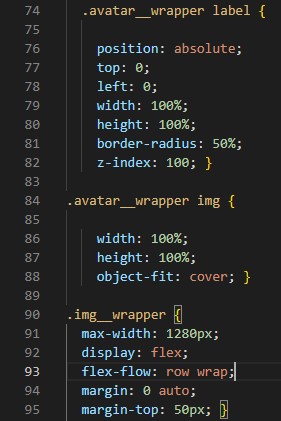 74 .avatar__wrapper label {
75
76 position: absolute;
77 top: 0;
78 left: 0;
79 width: 100%;
80 height: 100%;
81 border-radius: 50%;
82 z-index: 100; }
83
84 .avatar__wrapper img {
85
86 width: 100%;
87 height: 100%;
88 object-fit: cover; }
89
90 .img__wrapper {
91 max-width: 1280px;
92 display: flex;
93 flex-flow: row wrap;
94 margin: 0 auto;
95 margin-top: 50px; }